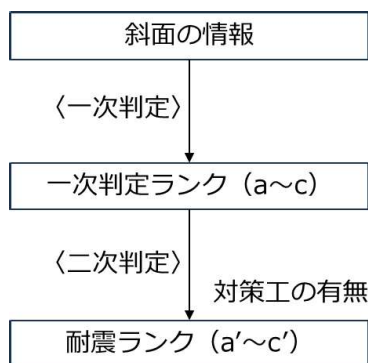 斜面の情報
〈一次判定〉
一次判定ランク（a～c）
〈二次判定〉
対策工の有無
耐震ランク（a′～c′）